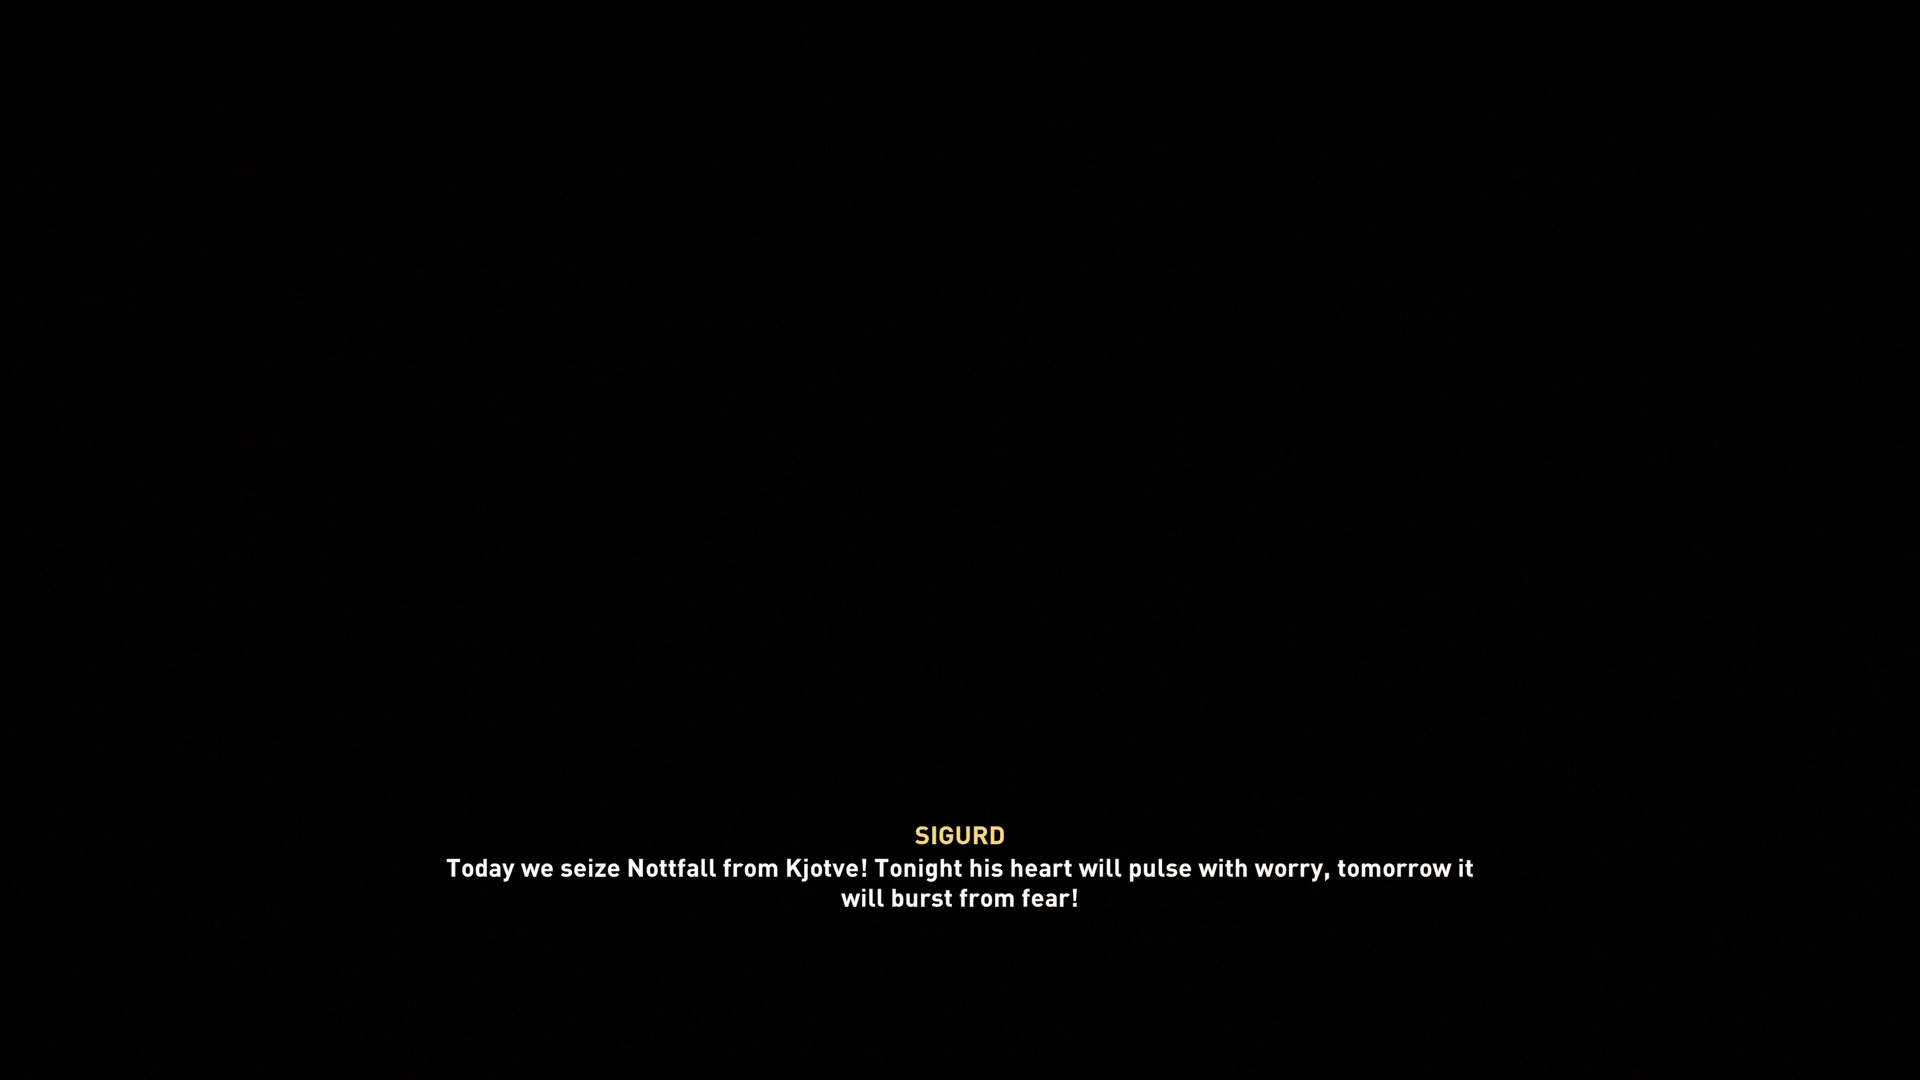 SIGURD
Today we seize Nottfall from Kjotve! Tonight his heart will pulse with worry, tomorrow it
will burst from fear!